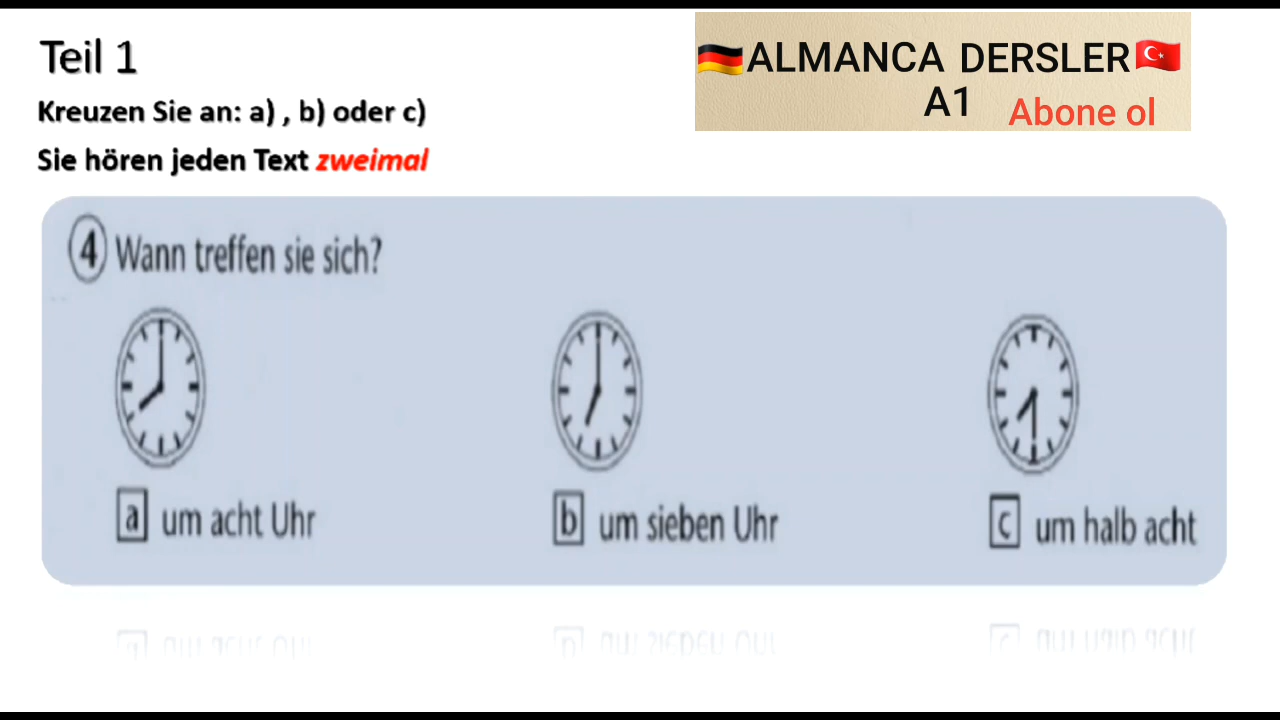 Teil 1
🇩🇪ALMANCA DERSLER🇹🇷
A1 Abone ol
Kreuzen Sie an: a) , b) oder c)
Sie hören jeden Text zweimal
4 Wann treffen sie sich?
a um acht Uhr
b um sieben Uhr
c um halb acht